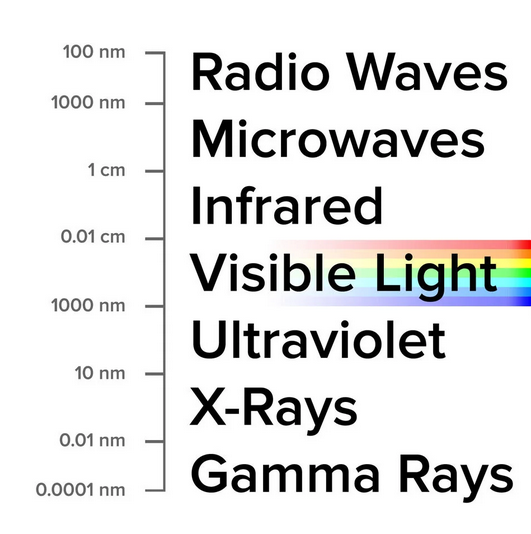 100 nm
Radio Waves
1000 nm
Microwaves
1 cm
Infrared
0.01 cm
Visible Light
1000 nm
Ultraviolet
10 nm
X-Rays
0.01 nm
Gamma Rays
0.0001 nm